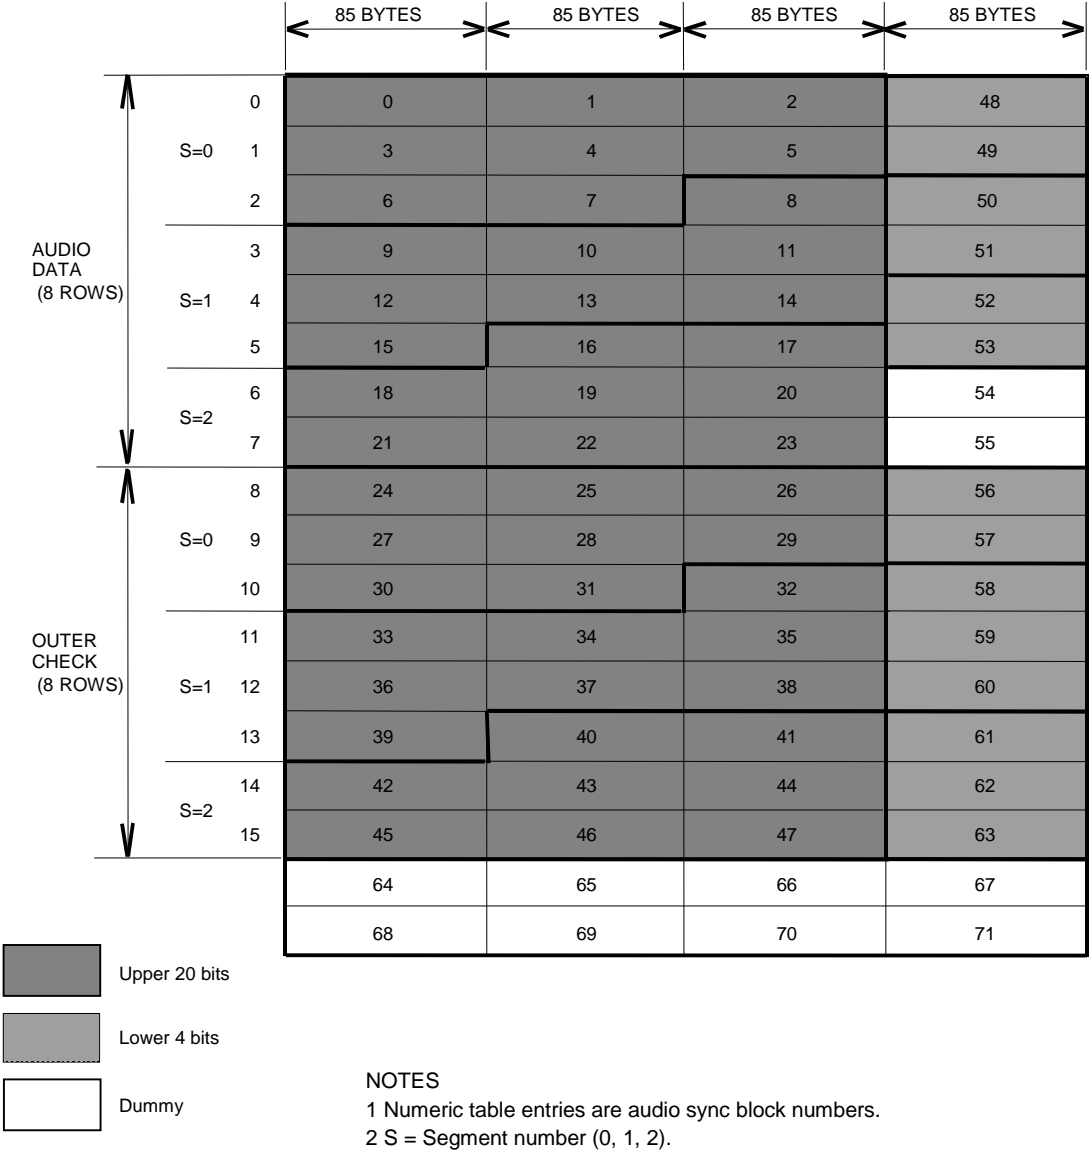 85 BYTES 85 BYTES 85 BYTES 85 BYTES
0 0 1 2 48
S=0 1 3 4 5 49
2 6 7 8 50
AUDIO
DATA
(8 ROWS)
3 9 10 11 51
S=1 4 12 13 14 52
5 15 16 17 53
6 18 19 20 54
S=2
7 21 22 23 55
8 24 25 26 56
S=0 9 27 28 29 57
10 30 31 32 58
OUTER
CHECK
(8 ROWS)
11 33 34 35 59
S=1 12 36 37 38 60
13 39 40 41 61
14 42 43 44 62
S=2
15 45 46 47 63
64 65 66 67
68 69 70 71
Upper 20 bits
Lower 4 bits
Dummy
NOTES
1 Numeric table entries are audio sync block numbers.
2 S = Segment number (0, 1, 2).